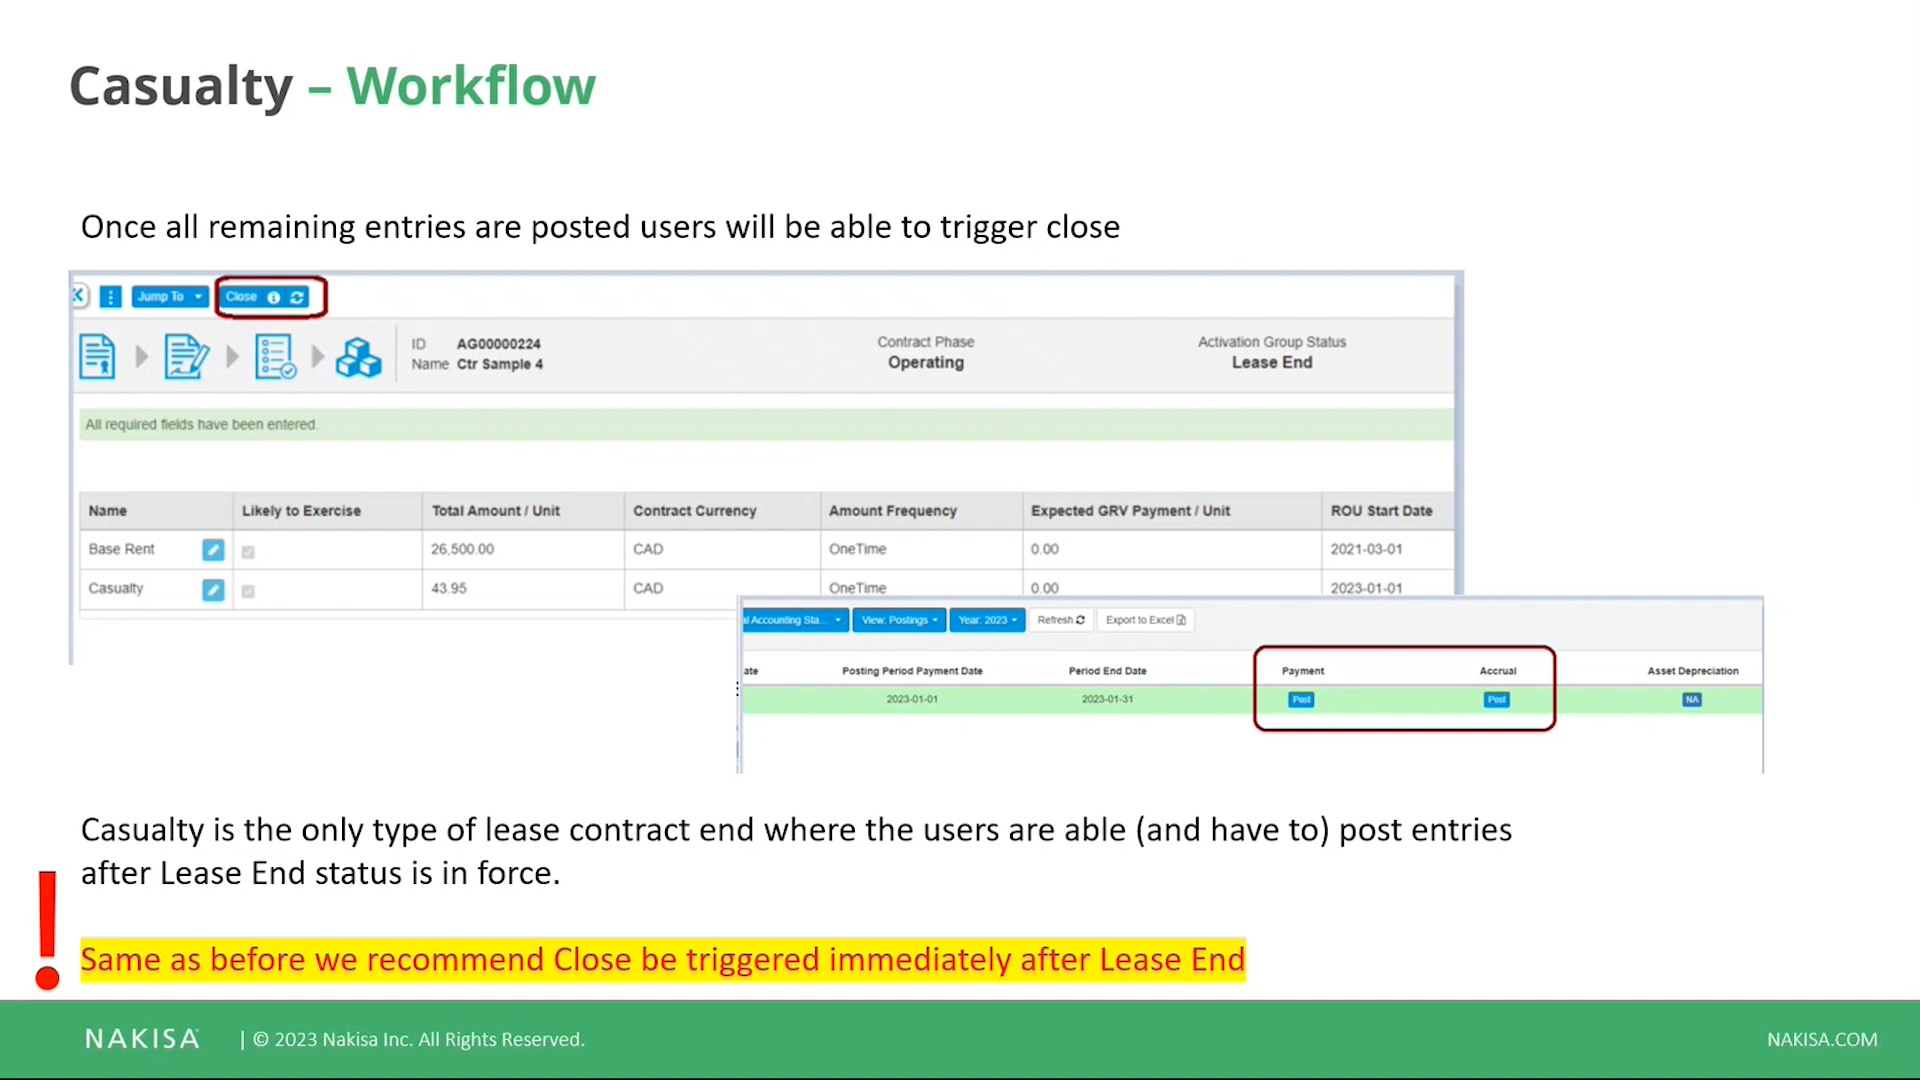 Casualty – Workflow
Once all remaining entries are posted users will be able to trigger close
Jump To
Close
ID AG00000224
Name Ctr Sample 4
Contract Phase
Operating
Activation Group Status
Lease End
All required fields have been entered.
Name Likely to Exercise Total Amount / Unit Contract Currency Amount Frequency Expected GRV Payment / Unit ROU Start Date
Base Rent 26,500.00 CAD OneTime 0.00 2021-03-01
Casualty 43.95 CAD OneTime 0.00 2023-01-01
al Accounting Sta... View: Postings Year: 2023 Refresh Export to Excel
ate Posting Period Payment Date Period End Date Payment Accrual Asset Depreciation
2023-01-01 2023-01-31 Post Post NA
Casualty is the only type of lease contract end where the users are able (and have to) post entries
after Lease End status is in force.
! Same as before we recommend Close be triggered immediately after Lease End
NAKISA | © 2023 Nakisa Inc. All Rights Reserved.
NAKISA.COM